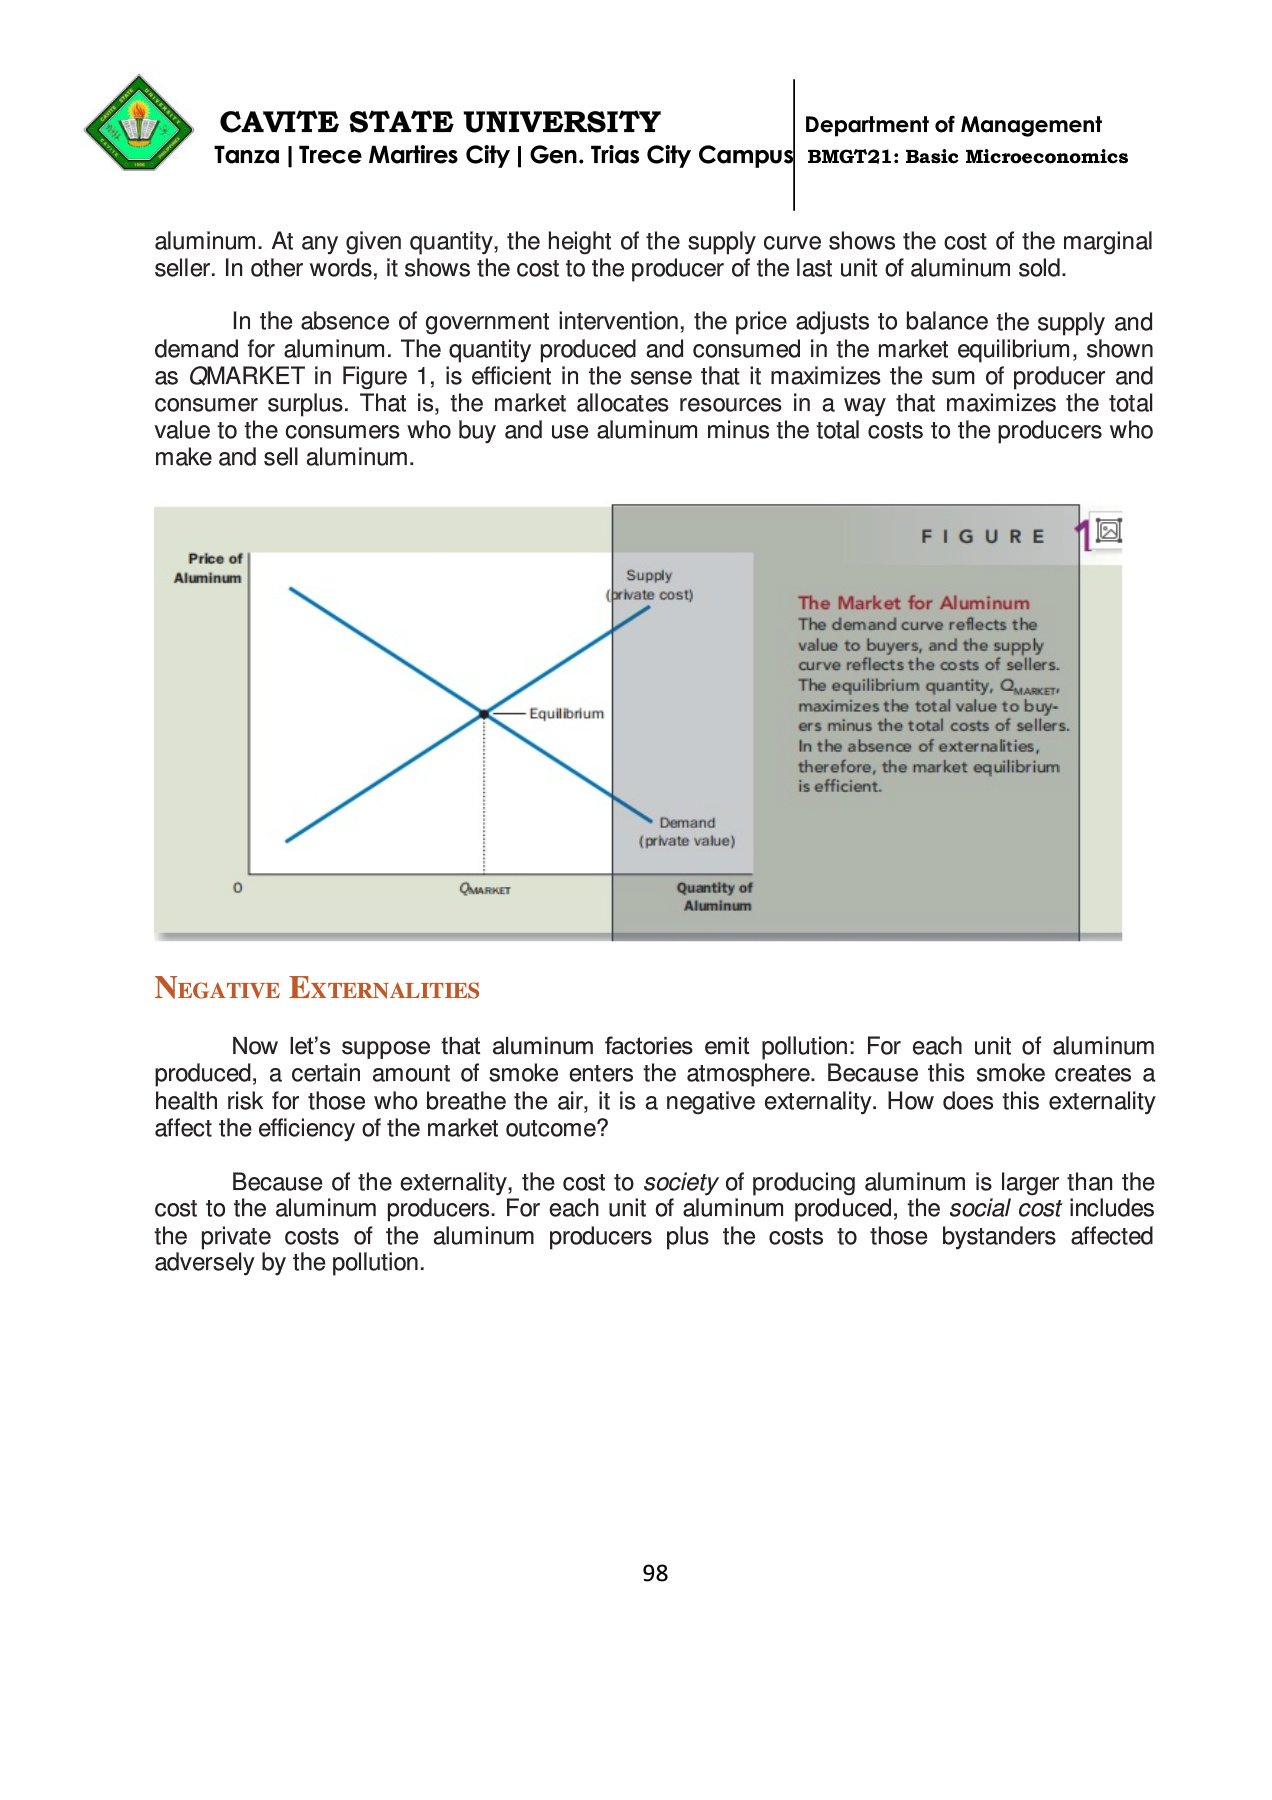 CAVITE STATE UNIVERSITY
Tanza | Trece Martires City | Gen. Trias City Campus
Department of Management
BMGT21: Basic Microeconomics
aluminum. At any given quantity, the height of the supply curve shows the cost of the marginal
seller. In other words, it shows the cost to the producer of the last unit of aluminum sold.
In the absence of government intervention, the price adjusts to balance the supply and
demand for aluminum. The quantity produced and consumed in the market equilibrium, shown
as QMARKET in Figure 1, is efficient in the sense that it maximizes the sum of producer and
consumer surplus. That is, the market allocates resources in a way that maximizes the total
value to the consumers who buy and use aluminum minus the total costs to the producers who
make and sell aluminum.
FIGURE 1
Price of
Aluminum
Supply
(private cost)
Equilibrium
Demand
(private value)
0
QMARKET
Quantity of
Aluminum
The Market for Aluminum
The demand curve reflects the
value to buyers, and the supply
curve reflects the costs of sellers.
The equilibrium quantity, QMARKET,
maximizes the total value to buy-
ers minus the total costs of sellers.
In the absence of externalities,
therefore, the market equilibrium
is efficient.
NEGATIVE EXTERNALITIES
Now let’s suppose that aluminum factories emit pollution: For each unit of aluminum
produced, a certain amount of smoke enters the atmosphere. Because this smoke creates a
health risk for those who breathe the air, it is a negative externality. How does this externality
affect the efficiency of the market outcome?
Because of the externality, the cost to society of producing aluminum is larger than the
cost to the aluminum producers. For each unit of aluminum produced, the social cost includes
the private costs of the aluminum producers plus the costs to those bystanders affected
adversely by the pollution.
98